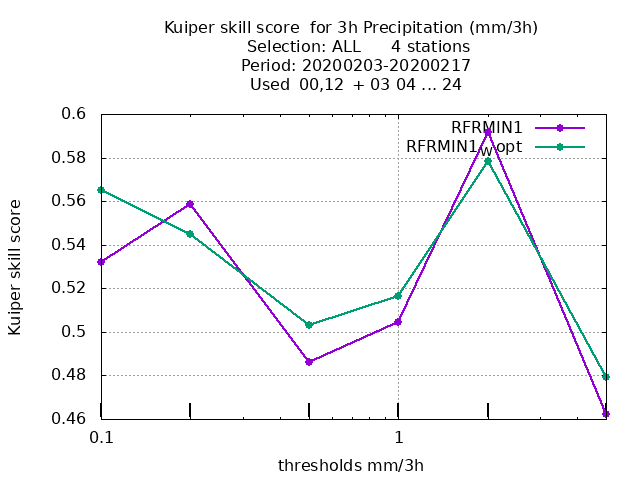 Kuiper skill score  for 3h Precipitation (mm/3h)
Selection: ALL      4 stations
Period: 20200203-20200217
Used  00,12  + 03 04 ... 24
RFRMIN1
RFRMIN1wopt
0.6
0.58
0.56
0.54
0.52
0.5
0.48
0.46
Kuiper skill score
0.1
1
thresholds mm/3h